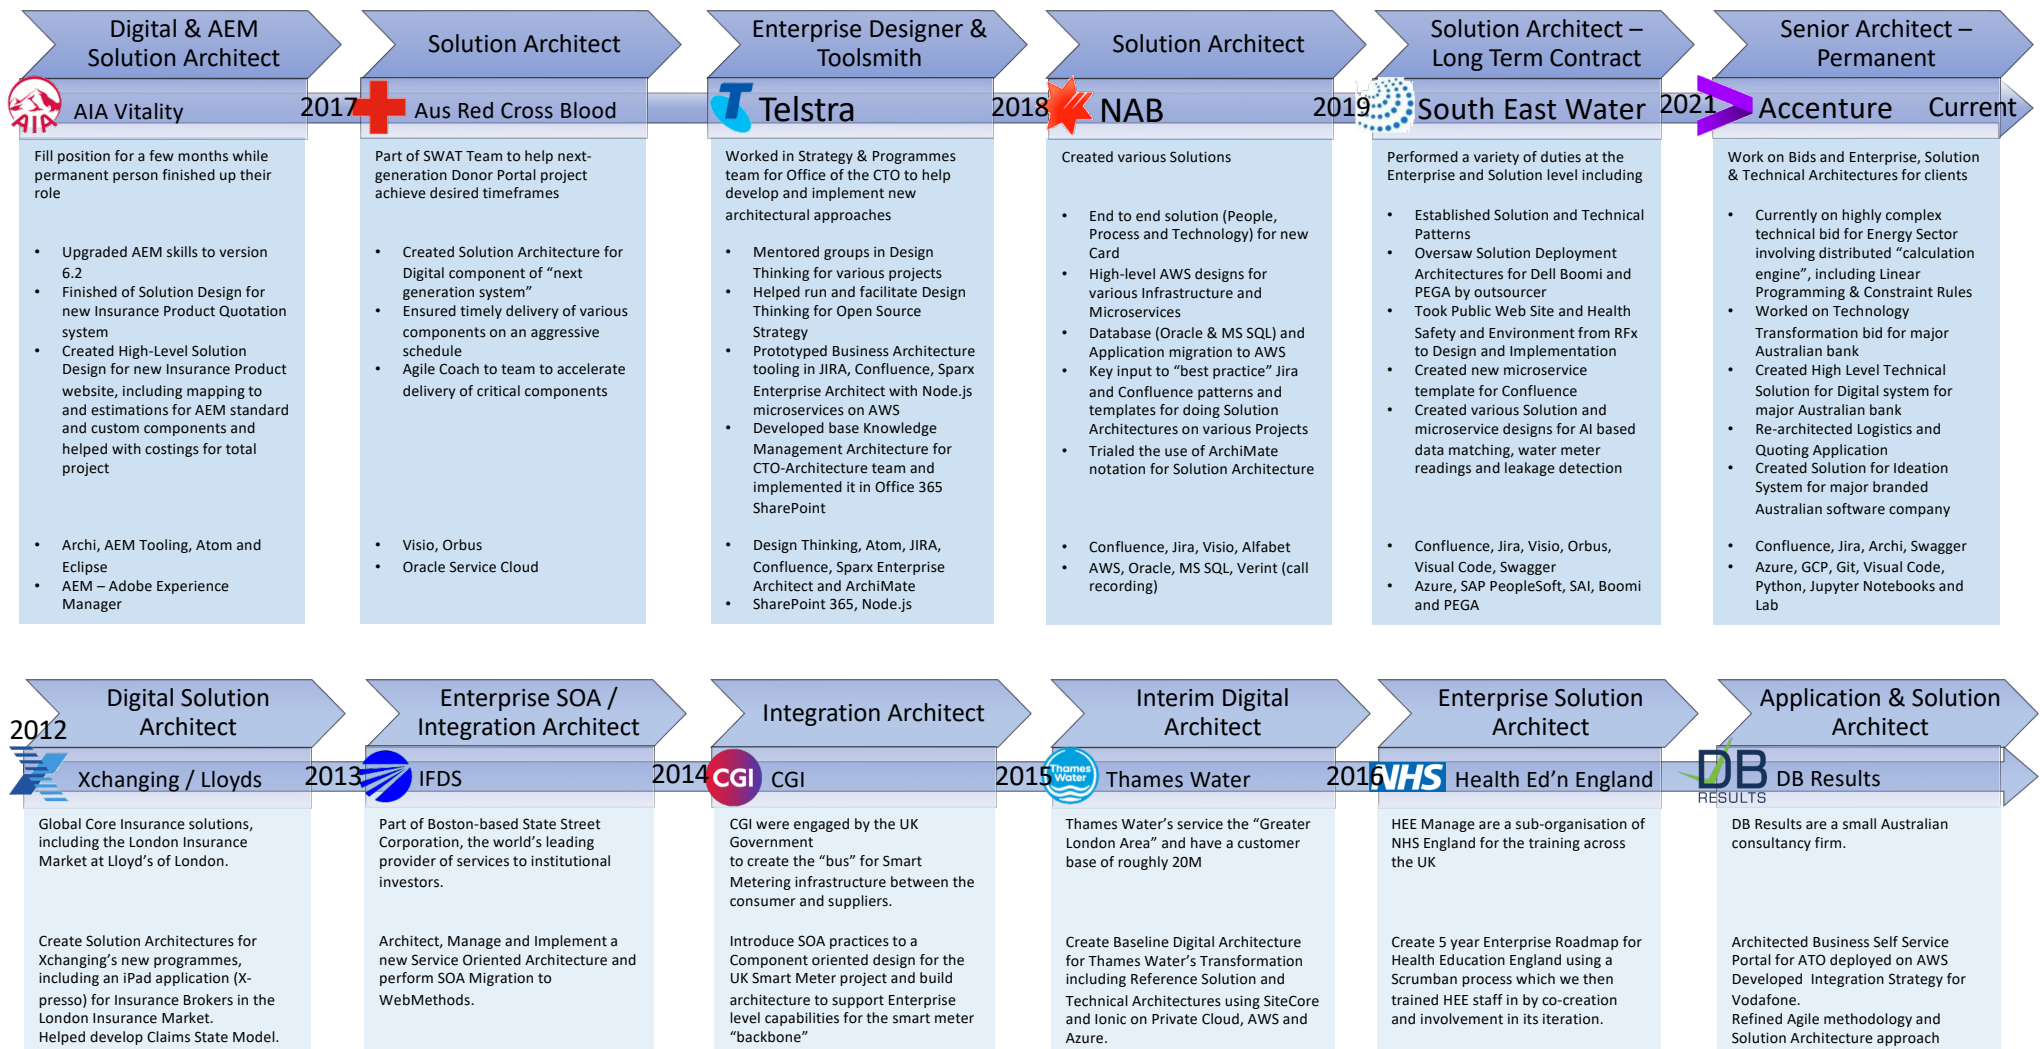 Digital & AEM
Solution Architect
AIA
AIA Vitality
Fill position for a few months while
permanent person finished up their
role
• Upgraded AEM skills to version
6.2
• Finished of Solution Design for
new Insurance Product Quotation
system
• Created High-Level Solution
Design for new Insurance Product
website, including mapping to
and estimations for AEM standard
and custom components and
helped with costings for total
project
• Archi, AEM Tooling, Atom and
Eclipse
• AEM – Adobe Experience
Manager
Solution Architect
2017
Aus Red Cross Blood
Part of SWAT Team to help next-
generation Donor Portal project
achieve desired timeframes
• Created Solution Architecture for
Digital component of “next
generation system”
• Ensured timely delivery of various
components on an aggressive
schedule
• Agile Coach to team to accelerate
delivery of critical components
• Visio, Orbus
• Oracle Service Cloud
Enterprise Designer &
Toolsmith
T
Telstra
Worked in Strategy & Programmes
team for Office of the CTO to help
develop and implement new
architectural approaches
• Mentored groups in Design
Thinking for various projects
• Helped run and facilitate Design
Thinking for Open Source
Strategy
• Prototyped Business Architecture
tooling in JIRA, Confluence, Sparx
Enterprise Architect with Node.js
microservices on AWS
• Developed base Knowledge
Management Architecture for
CTO-Architecture team and
implemented it in Office 365
SharePoint
• Design Thinking, Atom, JIRA,
Confluence, Sparx Enterprise
Architect and ArchiMate
• SharePoint 365, Node.js
Solution Architect
2018
NAB
Created various Solutions
• End to end solution (People,
Process and Technology) for new
Card
• High-level AWS designs for
various Infrastructure and
Microservices
• Database (Oracle & MS SQL) and
Application migration to AWS
• Key input to “best practice” Jira
and Confluence patterns and
templates for doing Solution
Architectures on various Projects
• Trialed the use of ArchiMate
notation for Solution Architecture
• Confluence, Jira, Visio, Alfabet
• AWS, Oracle, MS SQL, Verint (call
recording)
Solution Architect –
Long Term Contract
2019
South East Water
Performed a variety of duties at the
Enterprise and Solution level including
• Established Solution and Technical
Patterns
• Oversaw Solution Deployment
Architectures for Dell Boomi and
PEGA by outsourcer
• Took Public Web Site and Health
Safety and Environment from RFx
to Design and Implementation
• Created new microservice
template for Confluence
• Created various Solution and
microservice designs for AI based
data matching, water meter
readings and leakage detection
• Confluence, Jira, Visio, Orbus,
Visual Code, Swagger
• Azure, SAP PeopleSoft, SAI, Boomi
and PEGA
Senior Architect –
Permanent
2021
Accenture
Current
Work on Bids and Enterprise, Solution
& Technical Architectures for clients
• Currently on highly complex
technical bid for Energy Sector
involving distributed “calculation
engine”, including Linear
Programming & Constraint Rules
• Worked on Technology
Transformation bid for major
Australian bank
• Created High Level Technical
Solution for Digital system for
major Australian bank
• Re-architected Logistics and
Quoting Application
• Created Solution for Ideation
System for major branded
Australian software company
• Confluence, Jira, Archi, Swagger
• Azure, GCP, Git, Visual Code,
Python, Jupyter Notebooks and
Lab
Digital Solution
Architect
2012
Xchanging / Lloyds
Global Core Insurance solutions,
including the London Insurance
Market at Lloyd’s of London.
Create Solution Architectures for
Xchanging’s new programmes,
including an iPad application (X-
presso) for Insurance Brokers in the
London Insurance Market.
Helped develop Claims State Model.
Enterprise SOA /
Integration Architect
2013
IFDS
Part of Boston-based State Street
Corporation, the world’s leading
provider of services to institutional
investors.
Architect, Manage and Implement a
new Service Oriented Architecture and
perform SOA Migration to
WebMethods.
Integration Architect
2014
CGI
CGI
CGI were engaged by the UK
Government
to create the “bus” for Smart
Metering infrastructure between the
consumer and suppliers.
Introduce SOA practices to a
Component oriented design for the
UK Smart Meter project and build
architecture to support Enterprise
level capabilities for the smart meter
“backbone”
Interim Digital
Architect
2015
Thames
Water
Thames Water
Thames Water’s service the “Greater
London Area” and have a customer
base of roughly 20M
Create Baseline Digital Architecture
for Thames Water’s Transformation
including Reference Solution and
Technical Architectures using SiteCore
and Ionic on Private Cloud, AWS and
Azure.
Enterprise Solution
Architect
2016
NHS
Health Ed’n England
HEE Manage are a sub-organisation of
NHS England for the training across
the UK
Create 5 year Enterprise Roadmap for
Health Education England using a
Scrumban process which we then
trained HEE staff in by co-creation
and involvement in its iteration.
Application & Solution
Architect
DB
RESULTS
DB Results
DB Results are a small Australian
consultancy firm.
Architected Business Self Service
Portal for ATO deployed on AWS
Developed  Integration Strategy for
Vodafone.
Refined Agile methodology and
Solution Architecture approach